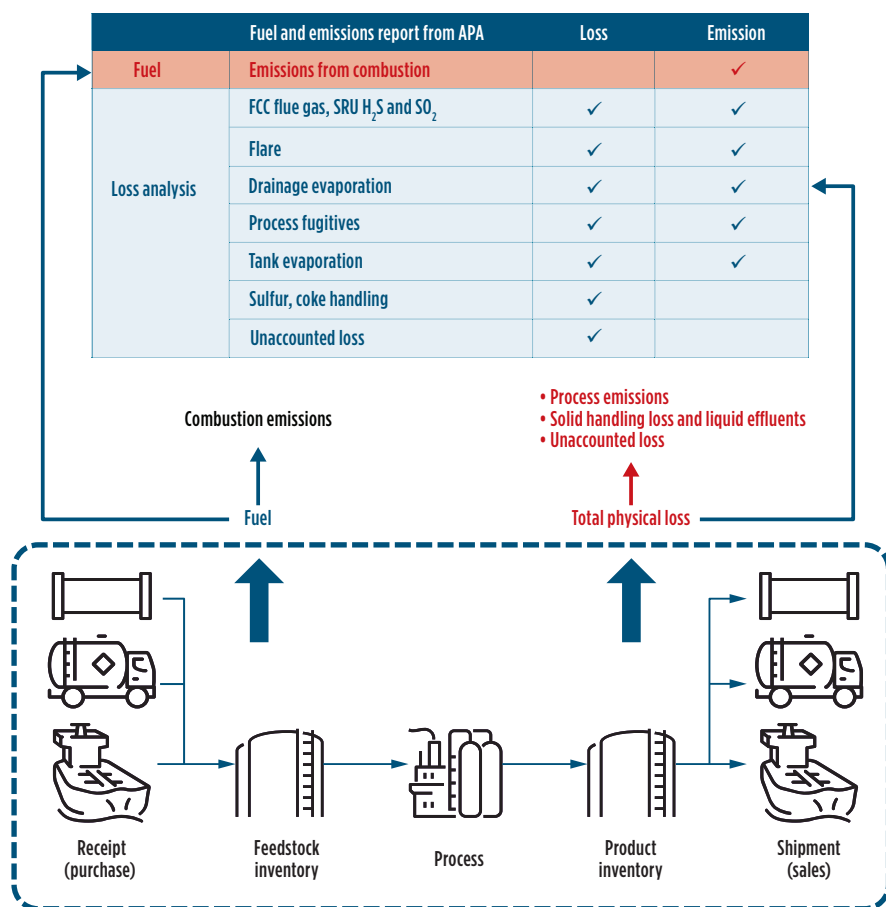 Fuel and emissions report from APA Loss Emission
Fuel Emissions from combustion ✓
Loss analysis
FCC flue gas, SRU H₂S and SO₂ ✓ ✓
Flare ✓ ✓
Drainage evaporation ✓ ✓
Process fugitives ✓ ✓
Tank evaporation ✓ ✓
Sulfur, coke handling ✓
Unaccounted loss ✓
Combustion emissions
• Process emissions
• Solid handling loss and liquid effluents
• Unaccounted loss
Fuel
Total physical loss
Receipt
(purchase)
Feedstock
inventory
Process
Product
inventory
Shipment
(sales)